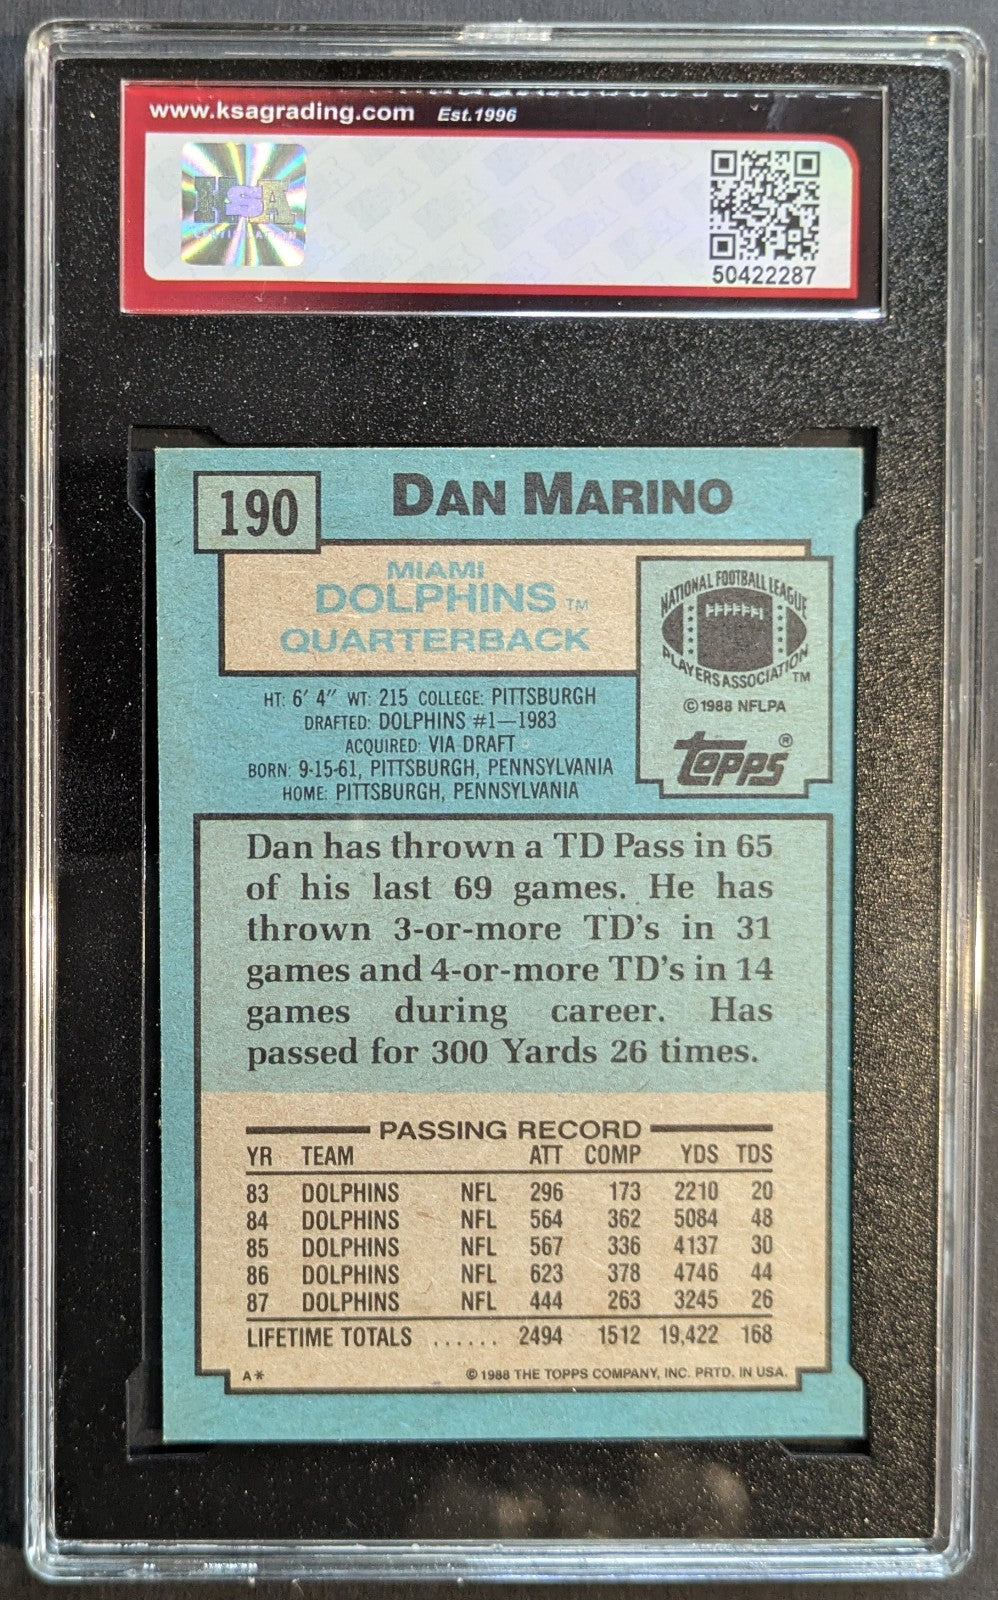 www.ksagrading.com Est.1996
KSA
50422287
190
DAN MARINO
MIAMI
DOLPHINS TM
QUARTERBACK
NATIONAL FOOTBALL LEAGUE
PLAYERS ASSOCIATION TM
©1988 NFLPA
topps®
HT: 6' 4" WT: 215 COLLEGE: PITTSBURGH
DRAFTED: DOLPHINS #1—1983
ACQUIRED: VIA DRAFT
BORN: 9-15-61, PITTSBURGH, PENNSYLVANIA
HOME: PITTSBURGH, PENNSYLVANIA
Dan has thrown a TD Pass in 65
of his last 69 games. He has
thrown 3-or-more TD's in 31
games and 4-or-more TD's in 14
games during career. Has
passed for 300 Yards 26 times.
PASSING RECORD
YR TEAM ATT COMP YDS TDS
83 DOLPHINS NFL 296 173 2210 20
84 DOLPHINS NFL 564 362 5084 48
85 DOLPHINS NFL 567 336 4137 30
86 DOLPHINS NFL 623 378 4746 44
87 DOLPHINS NFL 444 263 3245 26
LIFETIME TOTALS ...... 2494 1512 19,422 168
A* ©1988 THE TOPPS COMPANY, INC. PRTD. IN USA.